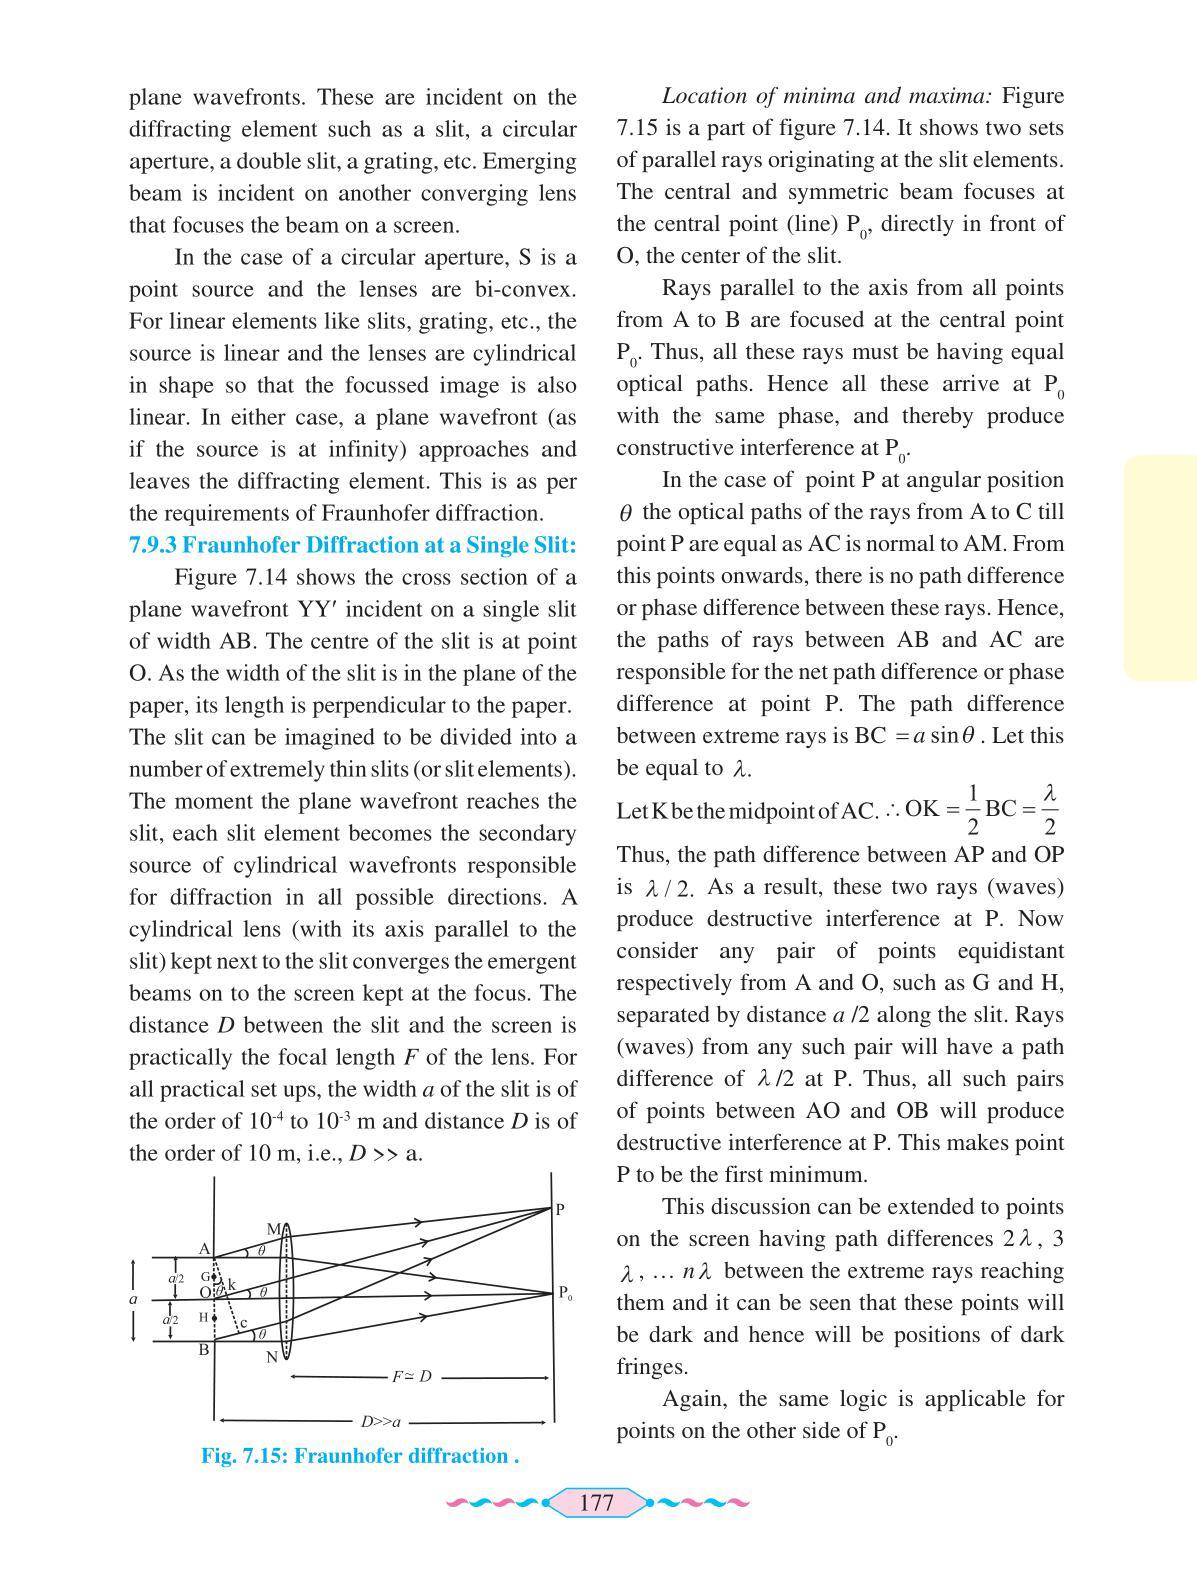 plane wavefronts. These are incident on the
diffracting element such as a slit, a circular
aperture, a double slit, a grating, etc. Emerging
beam is incident on another converging lens
that focuses the beam on a screen.
In the case of a circular aperture, S is a
point source and the lenses are bi-convex.
For linear elements like slits, grating, etc., the
source is linear and the lenses are cylindrical
in shape so that the focussed image is also
linear. In either case, a plane wavefront (as
if the source is at infinity) approaches and
leaves the diffracting element. This is as per
the requirements of Fraunhofer diffraction.
7.9.3 Fraunhofer Diffraction at a Single Slit:
Figure 7.14 shows the cross section of a
plane wavefront YY′ incident on a single slit
of width AB. The centre of the slit is at point
O. As the width of the slit is in the plane of the
paper, its length is perpendicular to the paper.
The slit can be imagined to be divided into a
number of extremely thin slits (or slit elements).
The moment the plane wavefront reaches the
slit, each slit element becomes the secondary
source of cylindrical wavefronts responsible
for diffraction in all possible directions. A
cylindrical lens (with its axis parallel to the
slit) kept next to the slit converges the emergent
beams on to the screen kept at the focus. The
distance D between the slit and the screen is
practically the focal length F of the lens. For
all practical set ups, the width a of the slit is of
the order of 10⁻⁴ to 10⁻³ m and distance D is of
the order of 10 m, i.e., D >> a.
P
M
A
θ
a/2
G
k
O
θ
θ
a
P₀
a/2
H
c
θ
B
N
F≃ D
D>>a
Fig. 7.15: Fraunhofer diffraction .
Location of minima and maxima: Figure
7.15 is a part of figure 7.14. It shows two sets
of parallel rays originating at the slit elements.
The central and symmetric beam focuses at
the central point (line) P₀, directly in front of
O, the center of the slit.
Rays parallel to the axis from all points
from A to B are focused at the central point
P₀. Thus, all these rays must be having equal
optical paths. Hence all these arrive at P₀
with the same phase, and thereby produce
constructive interference at P₀.
In the case of point P at angular position
θ the optical paths of the rays from A to C till
point P are equal as AC is normal to AM. From
this points onwards, there is no path difference
or phase difference between these rays. Hence,
the paths of rays between AB and AC are
responsible for the net path difference or phase
difference at point P. The path difference
between extreme rays is BC = a sin θ . Let this
be equal to λ.
Let K be the midpoint of AC. ∴ OK = 1/2 BC = λ/2
Thus, the path difference between AP and OP
is λ / 2. As a result, these two rays (waves)
produce destructive interference at P. Now
consider any pair of points equidistant
respectively from A and O, such as G and H,
separated by distance a /2 along the slit. Rays
(waves) from any such pair will have a path
difference of λ /2 at P. Thus, all such pairs
of points between AO and OB will produce
destructive interference at P. This makes point
P to be the first minimum.
This discussion can be extended to points
on the screen having path differences 2λ, 3
λ, ... nλ between the extreme rays reaching
them and it can be seen that these points will
be dark and hence will be positions of dark
fringes.
Again, the same logic is applicable for
points on the other side of P₀.
177